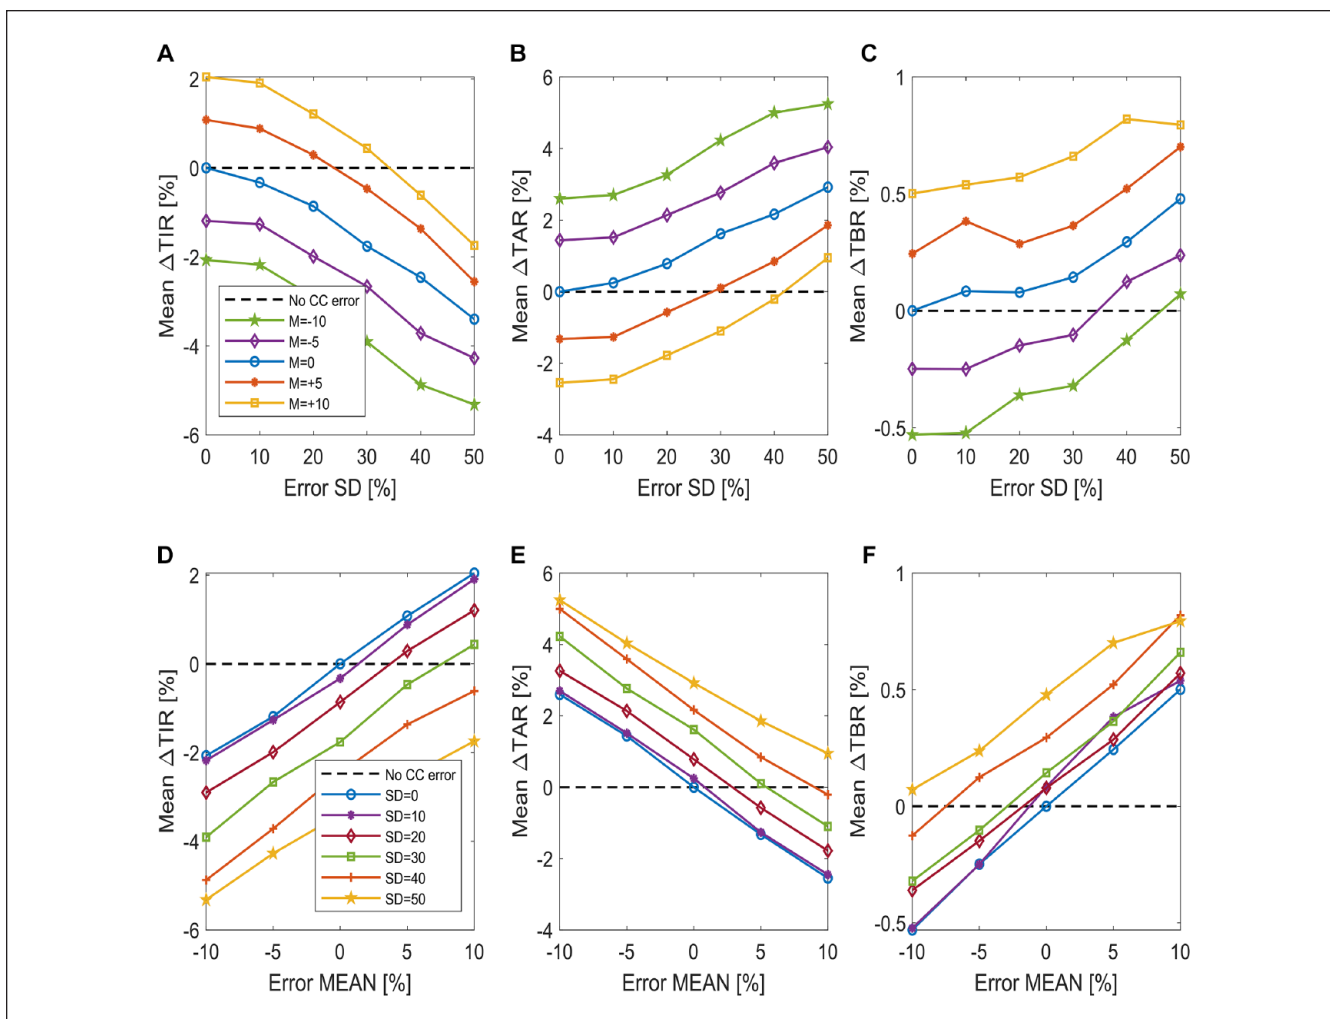 A
Mean ΔTIR [%]
2
0
-2
-4
-6
No CC error
M=-10
M=-5
M=0
M=+5
M=+10
0 10 20 30 40 50
Error SD [%]
B
Mean ΔTAR [%]
6
4
2
0
-2
-4
0 10 20 30 40 50
Error SD [%]
C
Mean ΔTBR [%]
1
0.5
0
-0.5
0 10 20 30 40 50
Error SD [%]
D
Mean ΔTIR [%]
2
0
-2
-4
-6
No CC error
SD=0
SD=10
SD=20
SD=30
SD=40
SD=50
-10 -5 0 5 10
Error MEAN [%]
E
Mean ΔTAR [%]
6
4
2
0
-2
-4
-10 -5 0 5 10
Error MEAN [%]
F
Mean ΔTBR [%]
1
0.5
0
-0.5
-10 -5 0 5 10
Error MEAN [%]